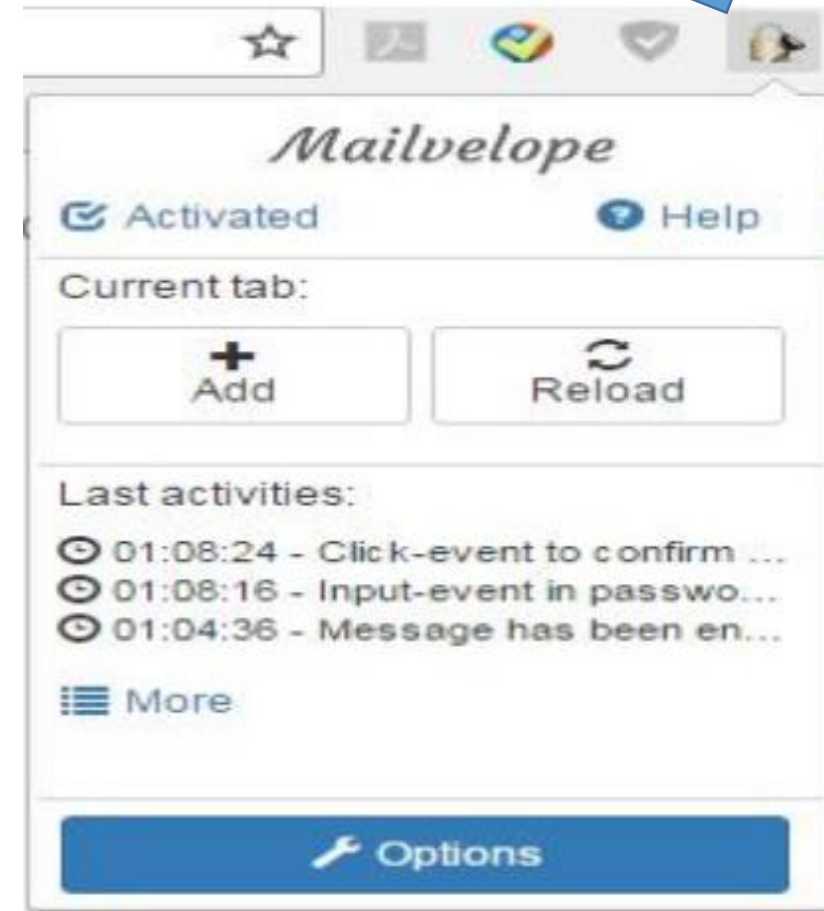 Mailvelope
Activated Help
Current tab:
Add Reload
Last activities:
01:08:24 - Click-event to confirm ...
01:08:16 - Input-event in passwo...
01:04:36 - Message has been en...
More
Options